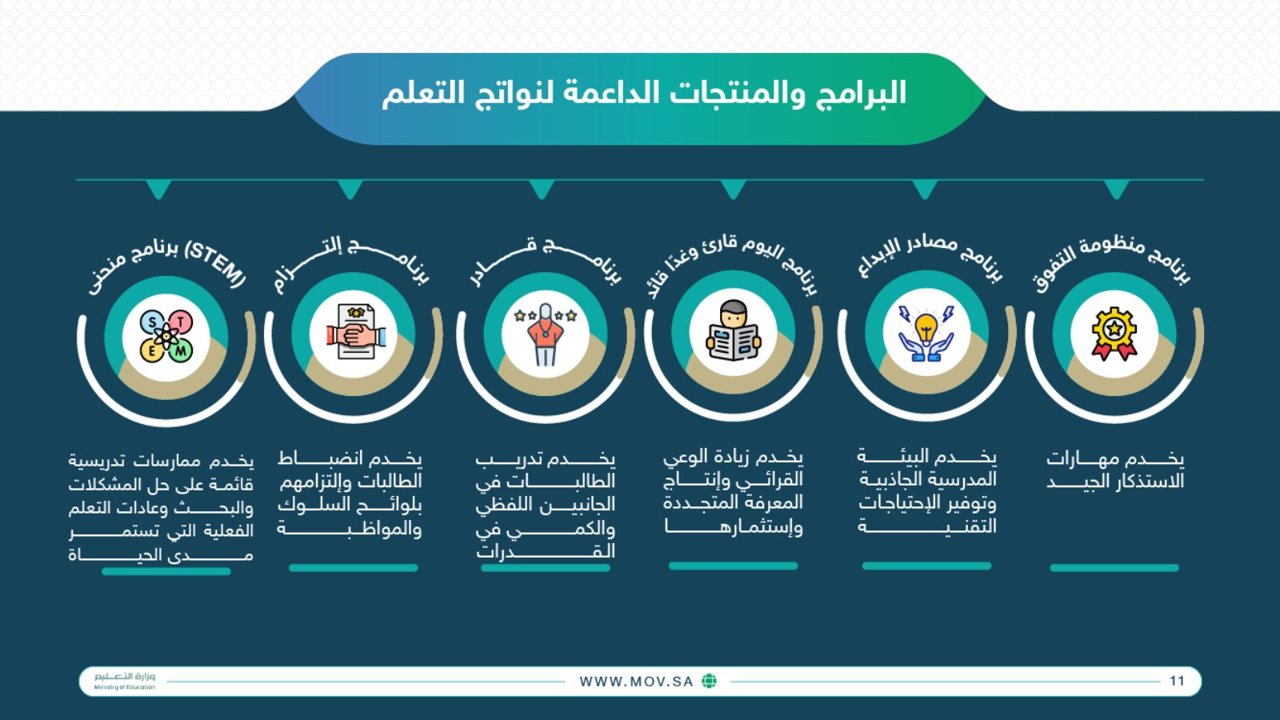 البرامج والمنتجات الداعمة لنواتج التعلم
برنامج منظومة التفوق
يخدم مهارات
الاستذكار الجيد
برنامج مصادر الإبداع
يخدم البيئة
المدرسية الجاذبية
وتوفير الإحتياجات
التقنية
برنامج اليوم قارئ وغدًا قائد
يخدم زيادة الوعي
القرائي وإنتاج
المعرفة المتجددة
وإستثمارها
برنامج قادر
يخدم تدريب
الطالبات في
الجانبين اللفظي
والكمي في
القدرات
برنامج إلتزام
يخدم انضباط
الطالبات وإلتزامهم
بلوائح السلوك
والمواظبة
برنامج منحنى (STEM)
S T
E M
يخدم ممارسات تدريسية
قائمة على حل المشكلات
والبحث وعادات التعلم
الفعلية التي تستمر
مدى الحياة
وزارة التعليم
Ministry of Education
WWW.MOV.SA
11